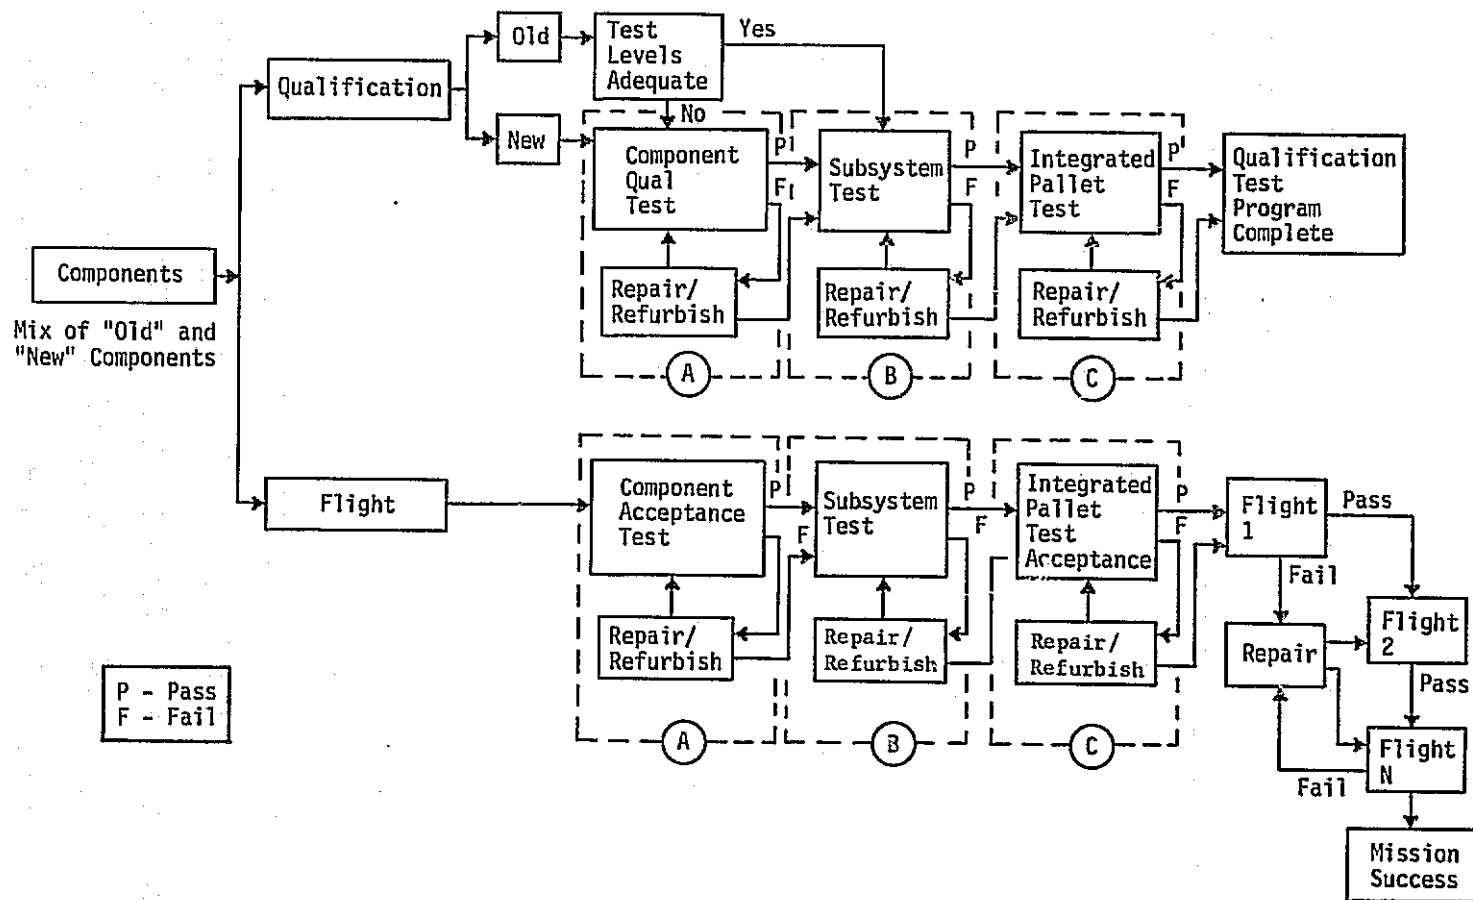 Old
Test
Levels
Adequate
Yes
No
Qualification
New
Component
Qual
Test
P
F
Subsystem
Test
P
F
Integrated
Pallet
Test
P
F
Qualification
Test
Program
Complete
Repair/
Refurbish
Repair/
Refurbish
Repair/
Refurbish
A
B
C
Components
Mix of "Old" and
"New" Components
Flight
Component
Acceptance
Test
P
F
Subsystem
Test
P
F
Integrated
Pallet
Test
Acceptance
P
F
Flight
1
Pass
Fail
Repair/
Refurbish
Repair/
Refurbish
Repair/
Refurbish
Repair
Flight
2
Pass
A
B
C
Flight
N
Fail
Mission
Success
P - Pass
F - Fail